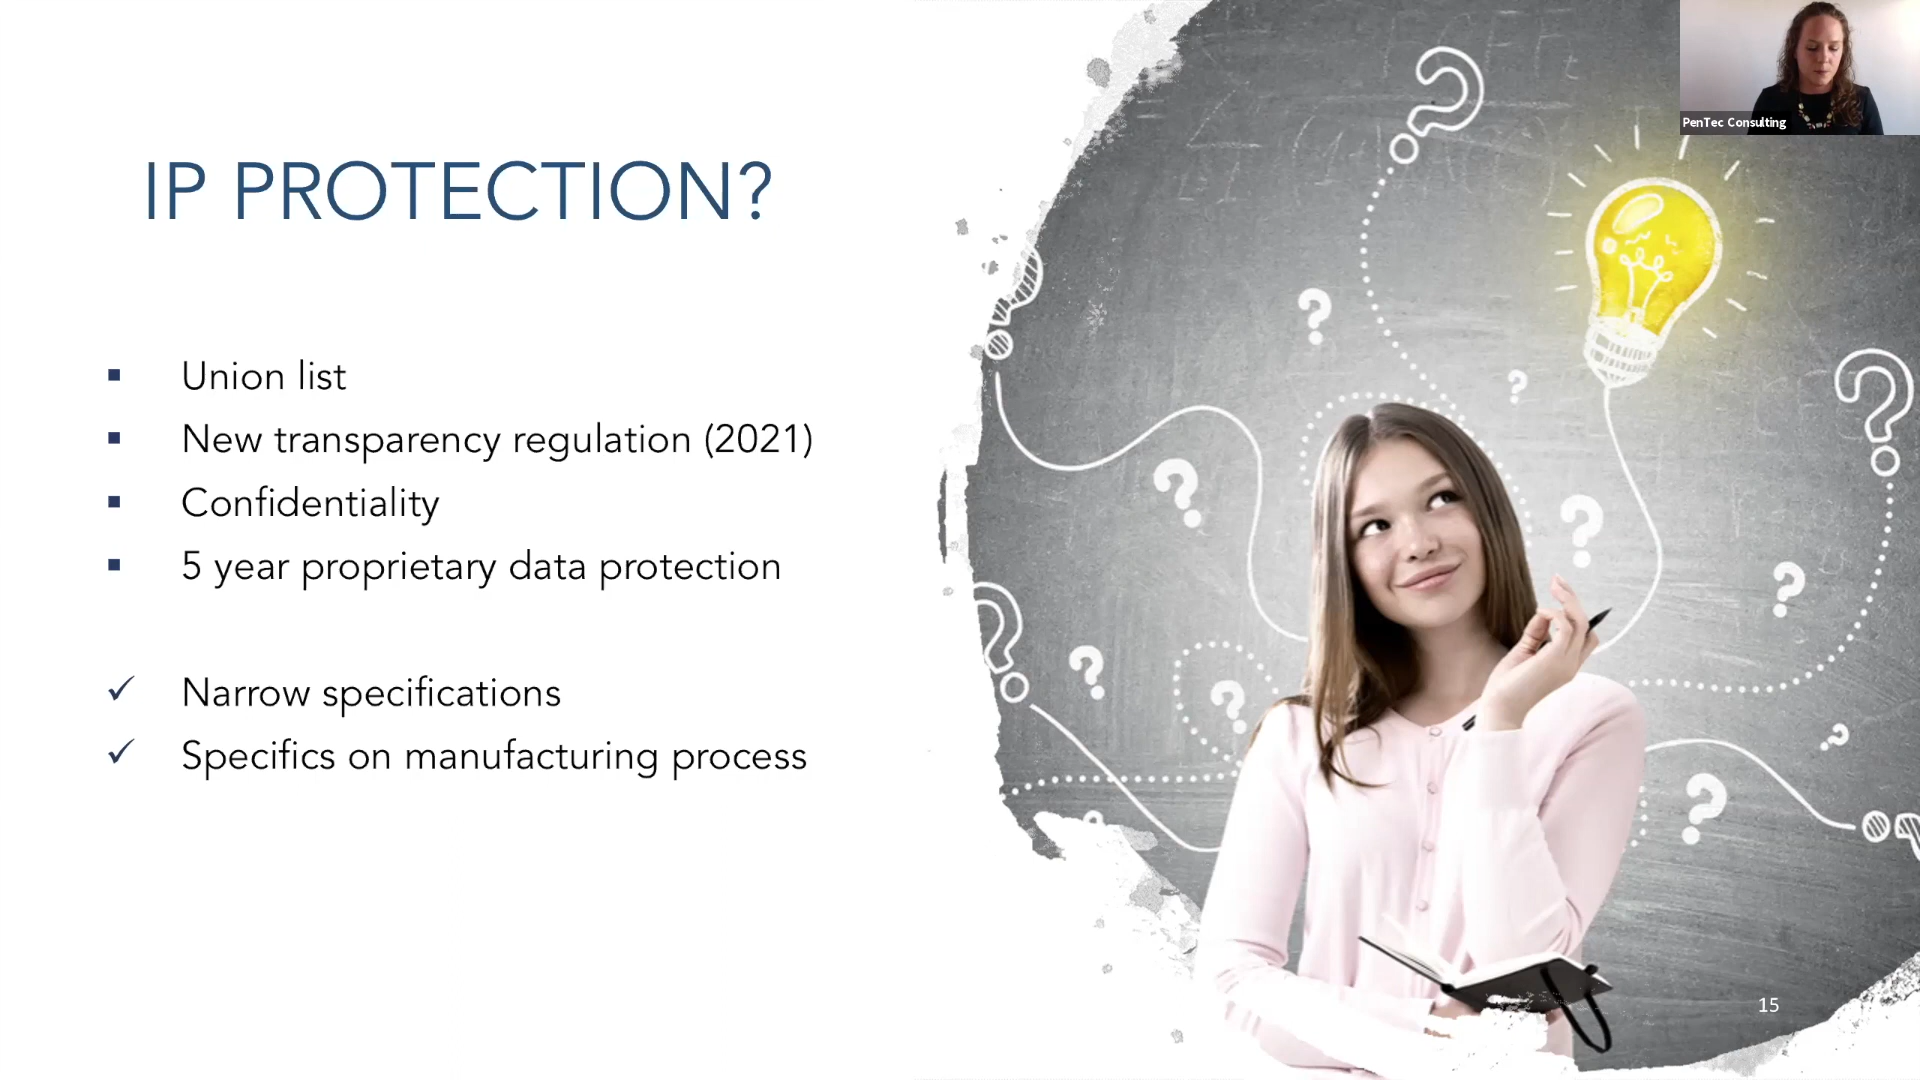 PenTec Consulting
IP PROTECTION?
Union list
New transparency regulation (2021)
Confidentiality
5 year proprietary data protection
Narrow specifications
Specifics on manufacturing process
15